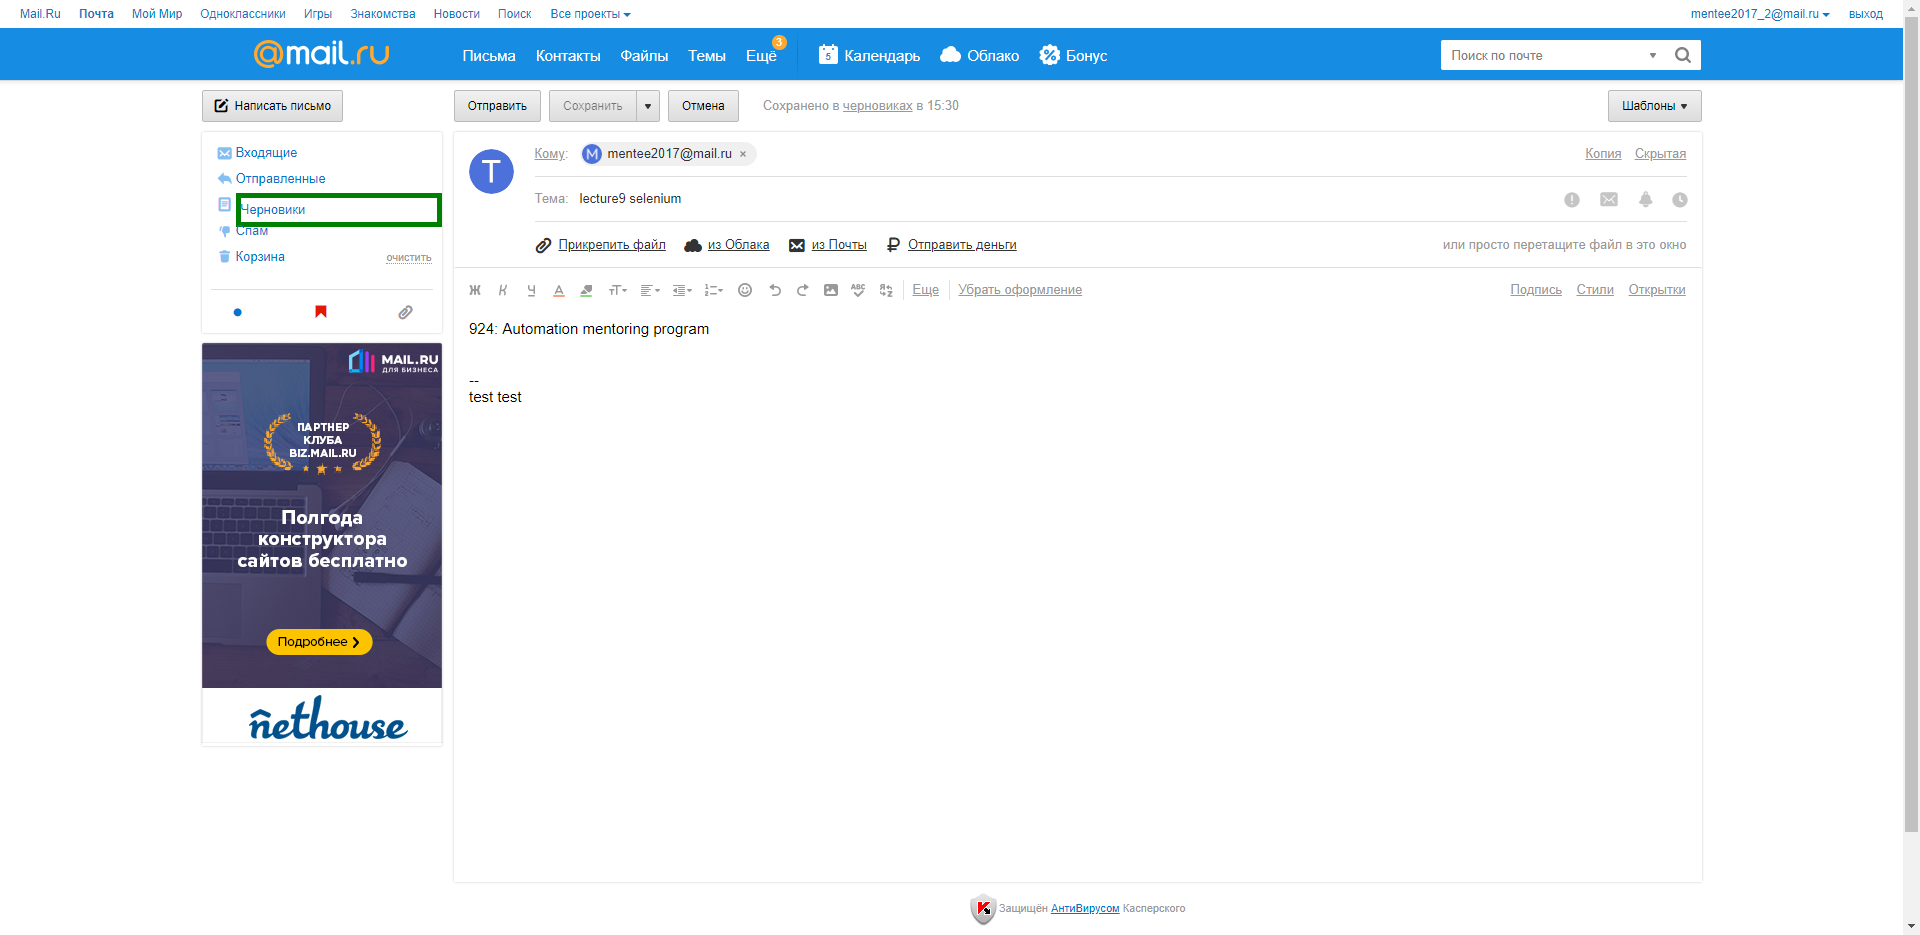 Mail.Ru Почта Мой Мир Одноклассники Игры Знакомства Новости Поиск Все проекты mentee2017_2@mail.ru выход
@mail.ru Письма Контакты Файлы Темы Ещё 3 5 Календарь Облако Бонус Поиск по почте
Написать письмо Отправить Сохранить Отмена Сохранено в черновиках в 15:30 Шаблоны
Входящие
Отправленные
Черновики
Спам
Корзина очистить
T Кому: M mentee2017@mail.ru × Копия Скрытая
Тема: lecture9 selenium
Прикрепить файл из Облака из Почты Отправить деньги или просто перетащите файл в это окно
Ж К Ч А тТ Еще Убрать оформление Подпись Стили Открытки
924: Automation mentoring program
--
test test
MAIL.RU
ДЛЯ БИЗНЕСА
ПАРТНЕР
КЛУБА
BIZ.MAIL.RU
Полгода
конструктора
сайтов бесплатно
Подробнее
nethouse
Защищён АнтиВирусом Касперского